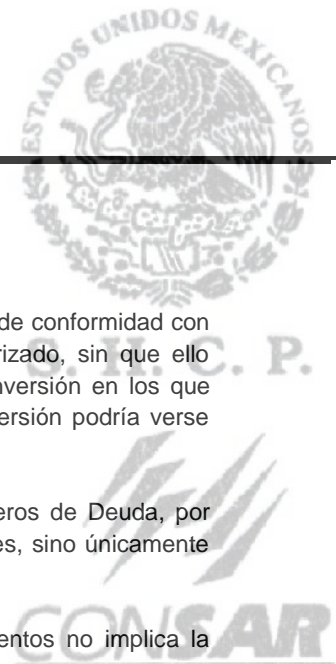 ESTADOS UNIDOS MEXICANOS
de conformidad con
rizado, sin que ello
S. H. C. P.
nversión en los que
ersión podría verse
eros de Deuda, por
es, sino únicamente
CONSAR
entos no implica la